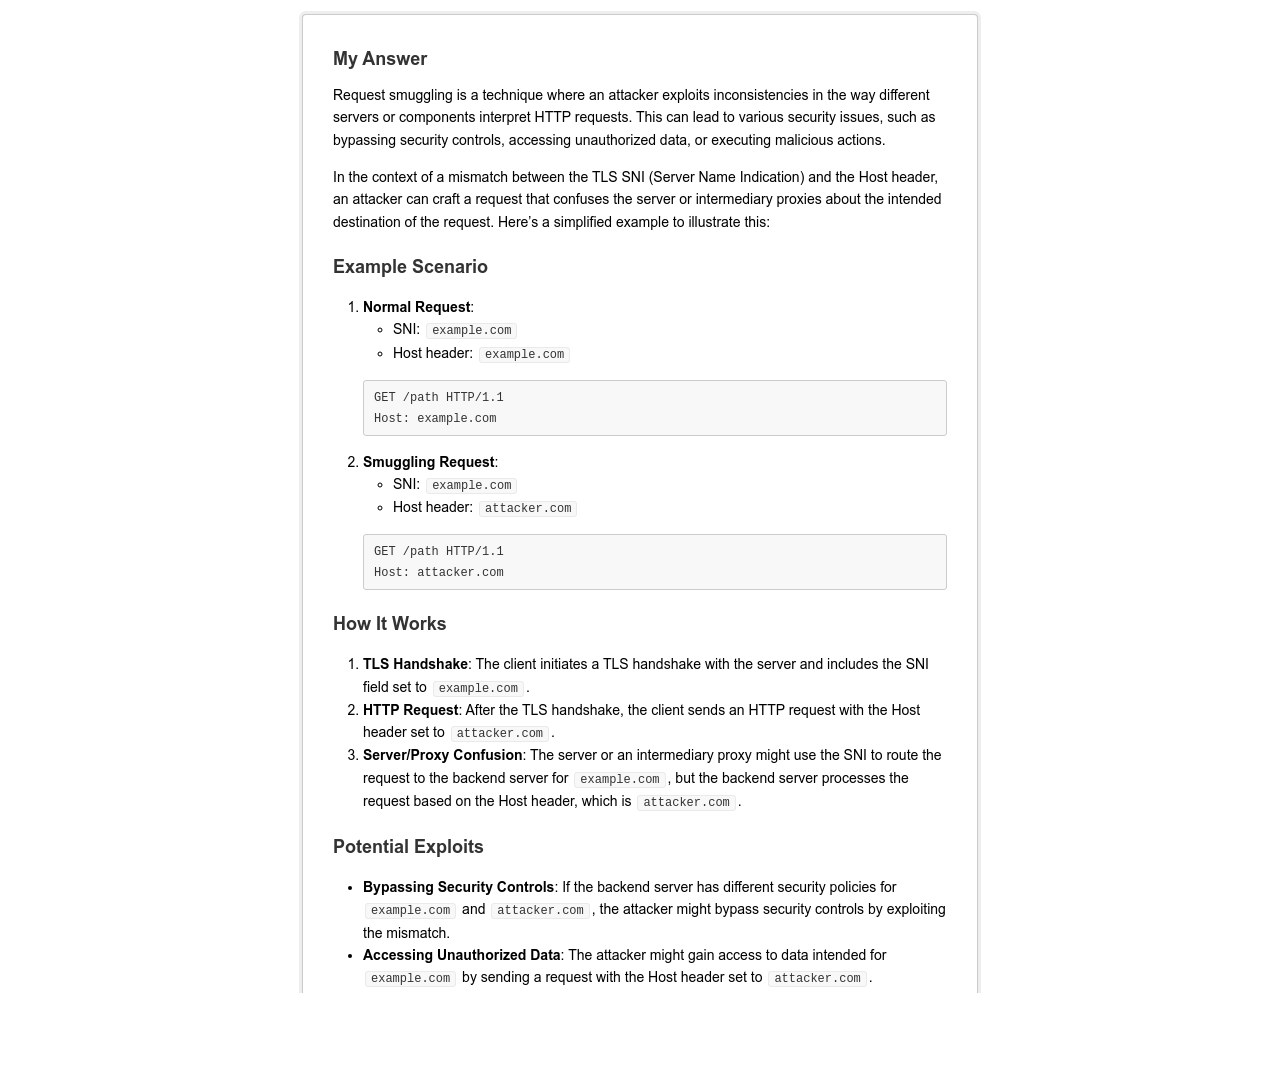 My Answer
Request smuggling is a technique where an attacker exploits inconsistencies in the way different
servers or components interpret HTTP requests. This can lead to various security issues, such as
bypassing security controls, accessing unauthorized data, or executing malicious actions.
In the context of a mismatch between the TLS SNI (Server Name Indication) and the Host header,
an attacker can craft a request that confuses the server or intermediary proxies about the intended
destination of the request. Here's a simplified example to illustrate this:
Example Scenario
1. Normal Request:
◦ SNI: example.com
◦ Host header: example.com
GET /path HTTP/1.1
Host: example.com
2. Smuggling Request:
◦ SNI: example.com
◦ Host header: attacker.com
GET /path HTTP/1.1
Host: attacker.com
How It Works
1. TLS Handshake: The client initiates a TLS handshake with the server and includes the SNI
field set to example.com.
2. HTTP Request: After the TLS handshake, the client sends an HTTP request with the Host
header set to attacker.com.
3. Server/Proxy Confusion: The server or an intermediary proxy might use the SNI to route the
request to the backend server for example.com, but the backend server processes the
request based on the Host header, which is attacker.com.
Potential Exploits
• Bypassing Security Controls: If the backend server has different security policies for
example.com and attacker.com, the attacker might bypass security controls by exploiting
the mismatch.
• Accessing Unauthorized Data: The attacker might gain access to data intended for
example.com by sending a request with the Host header set to attacker.com.